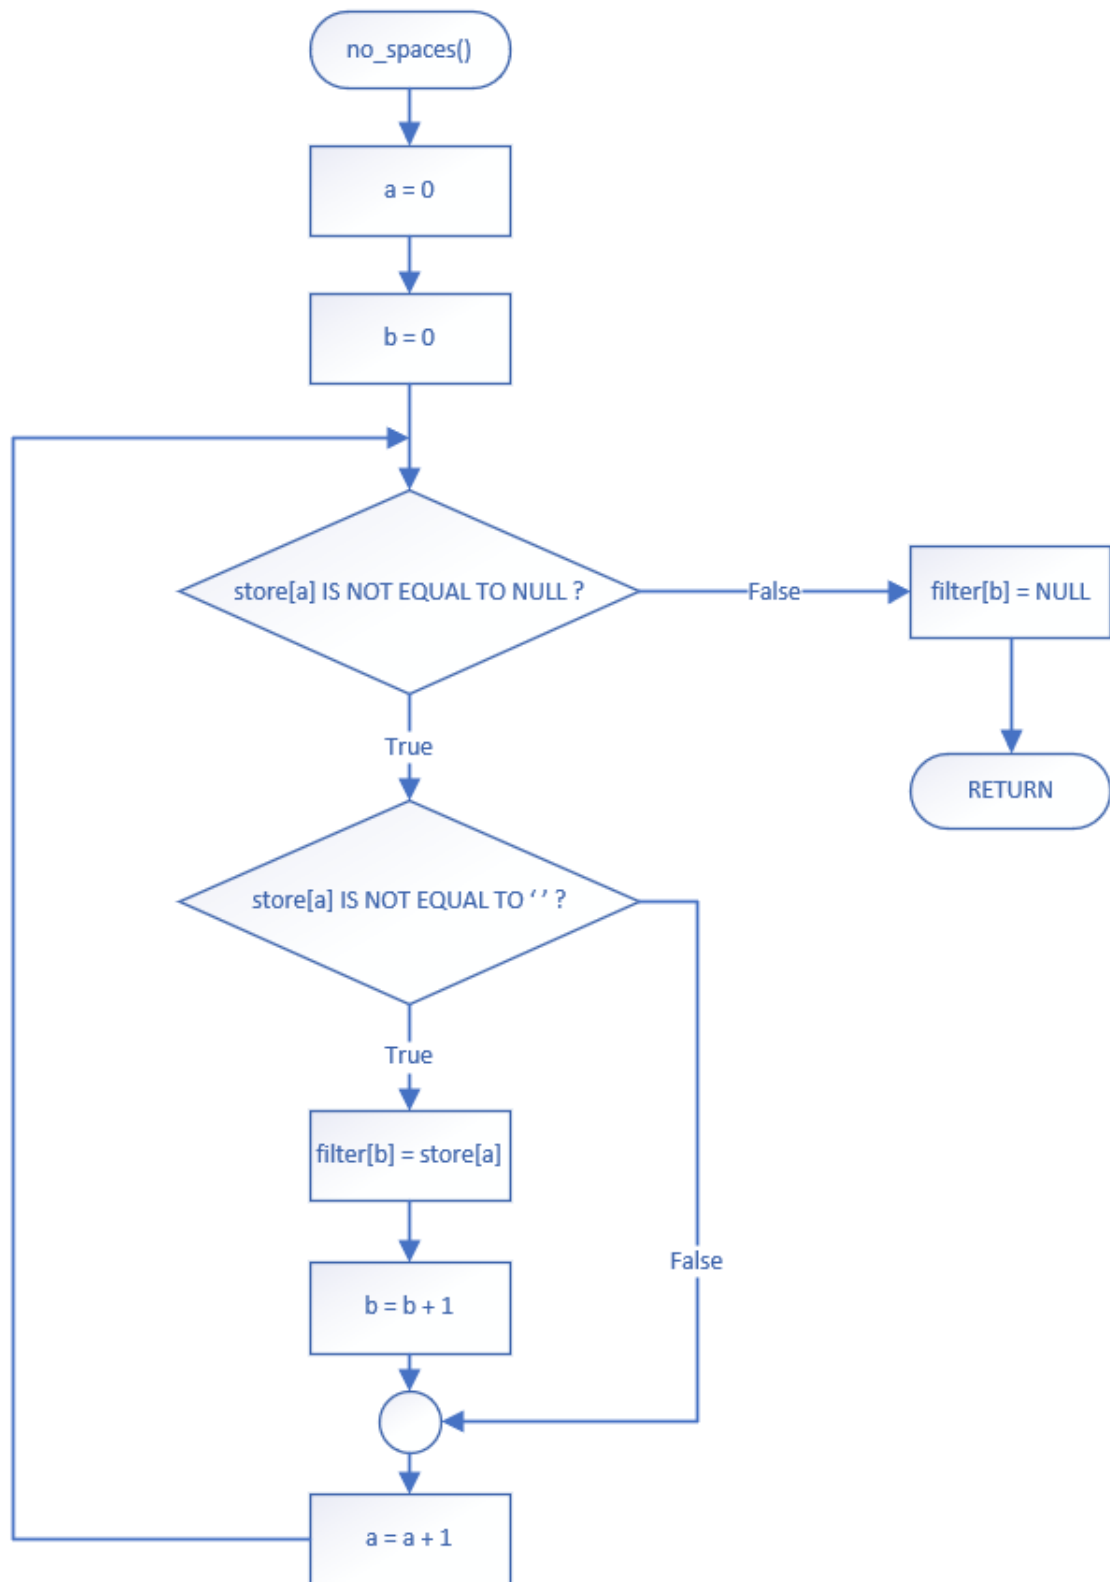 no_spaces()
a = 0
b = 0
store[a] IS NOT EQUAL TO NULL ?
False
filter[b] = NULL
True
RETURN
store[a] IS NOT EQUAL TO ‘ ’ ?
True
filter[b] = store[a]
False
b = b + 1
a = a + 1